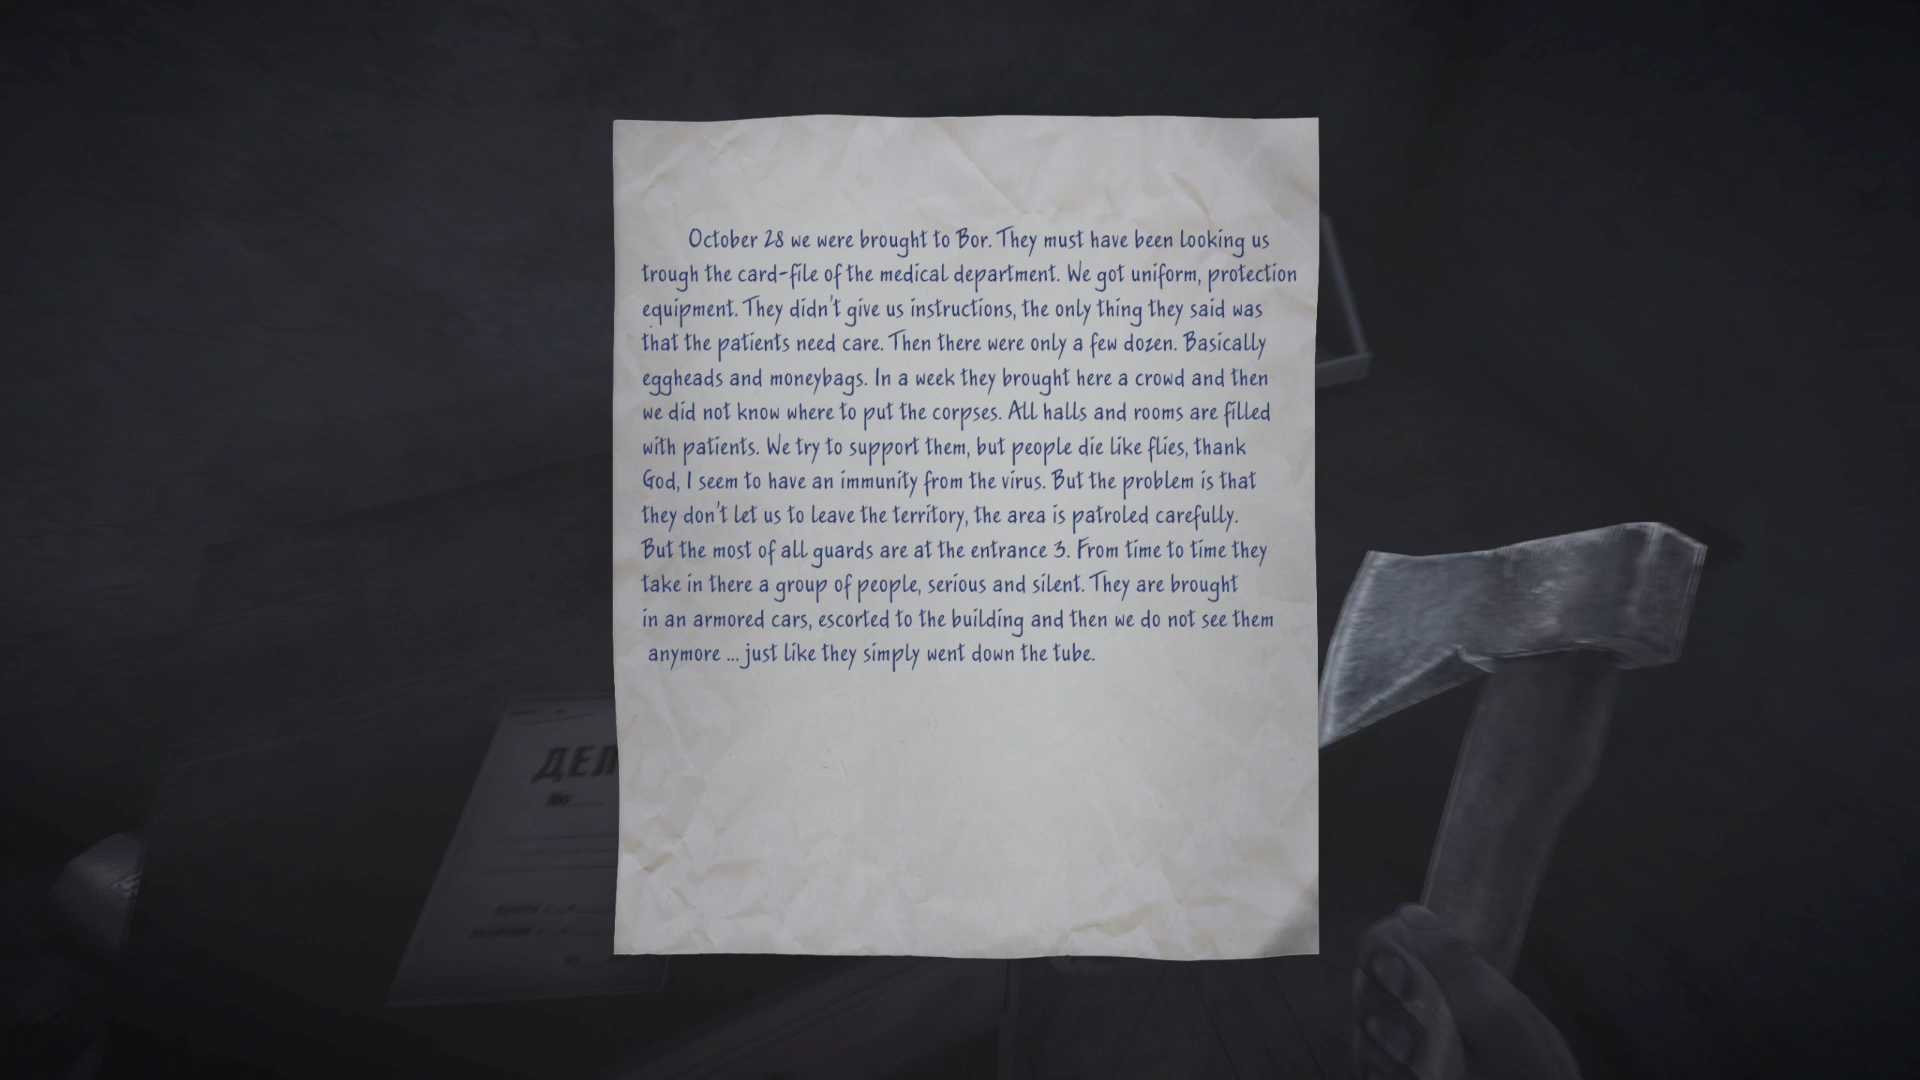 October 28 we were brought to Bor. They must have been looking us
trough the card-file of the medical department. We got uniform, protection
equipment. They didn't give us instructions, the only thing they said was
that the patients need care. Then there were only a few dozen. Basically
eggheads and moneybags. In a week they brought here a crowd and then
we did not know where to put the corpses. All halls and rooms are filled
with patients. We try to support them, but people die like flies, thank
God, I seem to have an immunity from the virus. But the problem is that
they don't let us to leave the territory, the area is patroled carefully.
But the most of all guards are at the entrance 3. From time to time they
take in there a group of people, serious and silent. They are brought
in an armored cars, escorted to the building and then we do not see them
anymore ... just like they simply went down the tube.
ДЕЛ
№